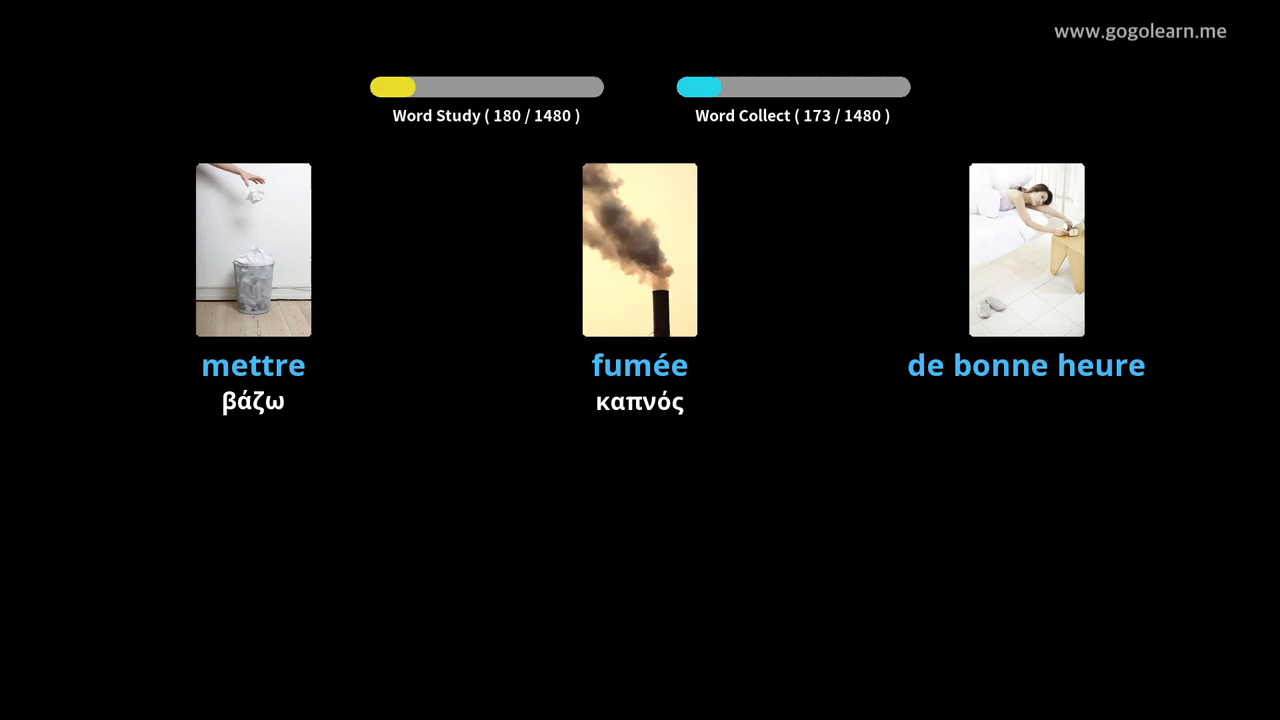 www.gogolearn.me
Word Study ( 180 / 1480 )
Word Collect ( 173 / 1480 )
mettre
βάζω
fumée
καπνός
de bonne heure